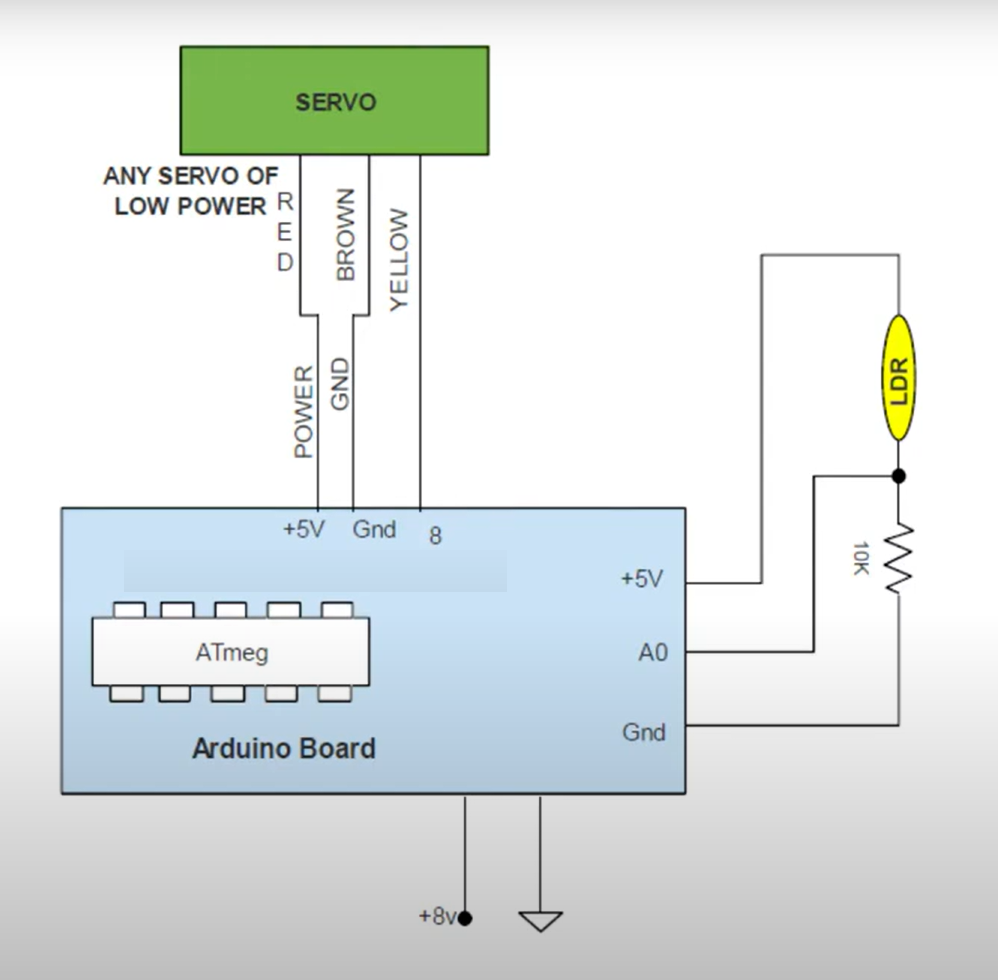 SERVO
ANY SERVO OF
LOW POWER
RED
BROWN
YELLOW
POWER
GND
LDR
10K
+5V
Gnd
8
+5V
A0
Gnd
ATmeg
Arduino Board
+8v